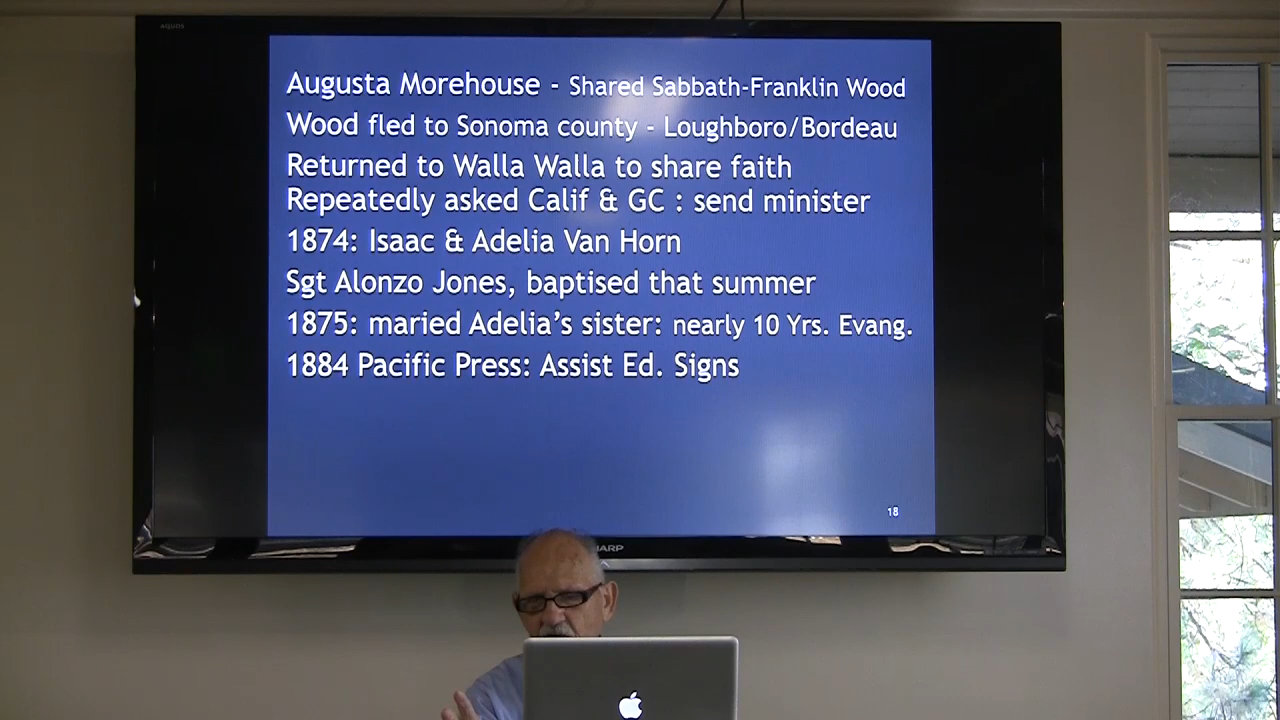 AQUOS
Augusta Morehouse - Shared Sabbath-Franklin Wood
Wood fled to Sonoma county - Loughboro/Bordeau
Returned to Walla Walla to share faith
Repeatedly asked Calif & GC : send minister
1874: Isaac & Adelia Van Horn
Sgt Alonzo Jones, baptised that summer
1875: maried Adelia's sister: nearly 10 Yrs. Evang.
1884 Pacific Press: Assist Ed. Signs
18
HARP